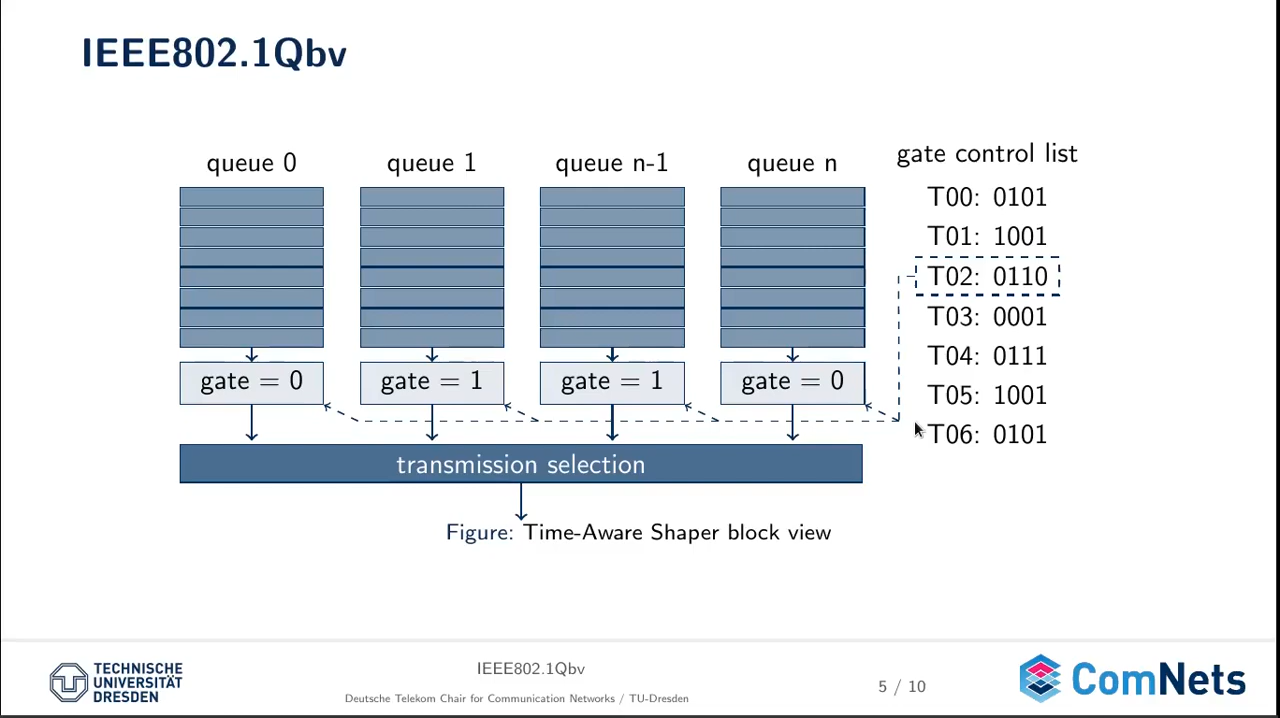 IEEE802.1Qbv
queue 0 queue 1 queue n-1 queue n
gate = 0 gate = 1 gate = 1 gate = 0
transmission selection
gate control list
T00: 0101
T01: 1001
T02: 0110
T03: 0001
T04: 0111
T05: 1001
T06: 0101
Figure: Time-Aware Shaper block view
TECHNISCHE
UNIVERSITÄT
DRESDEN
IEEE802.1Qbv
Deutsche Telekom Chair for Communication Networks / TU-Dresden
5 / 10
ComNets